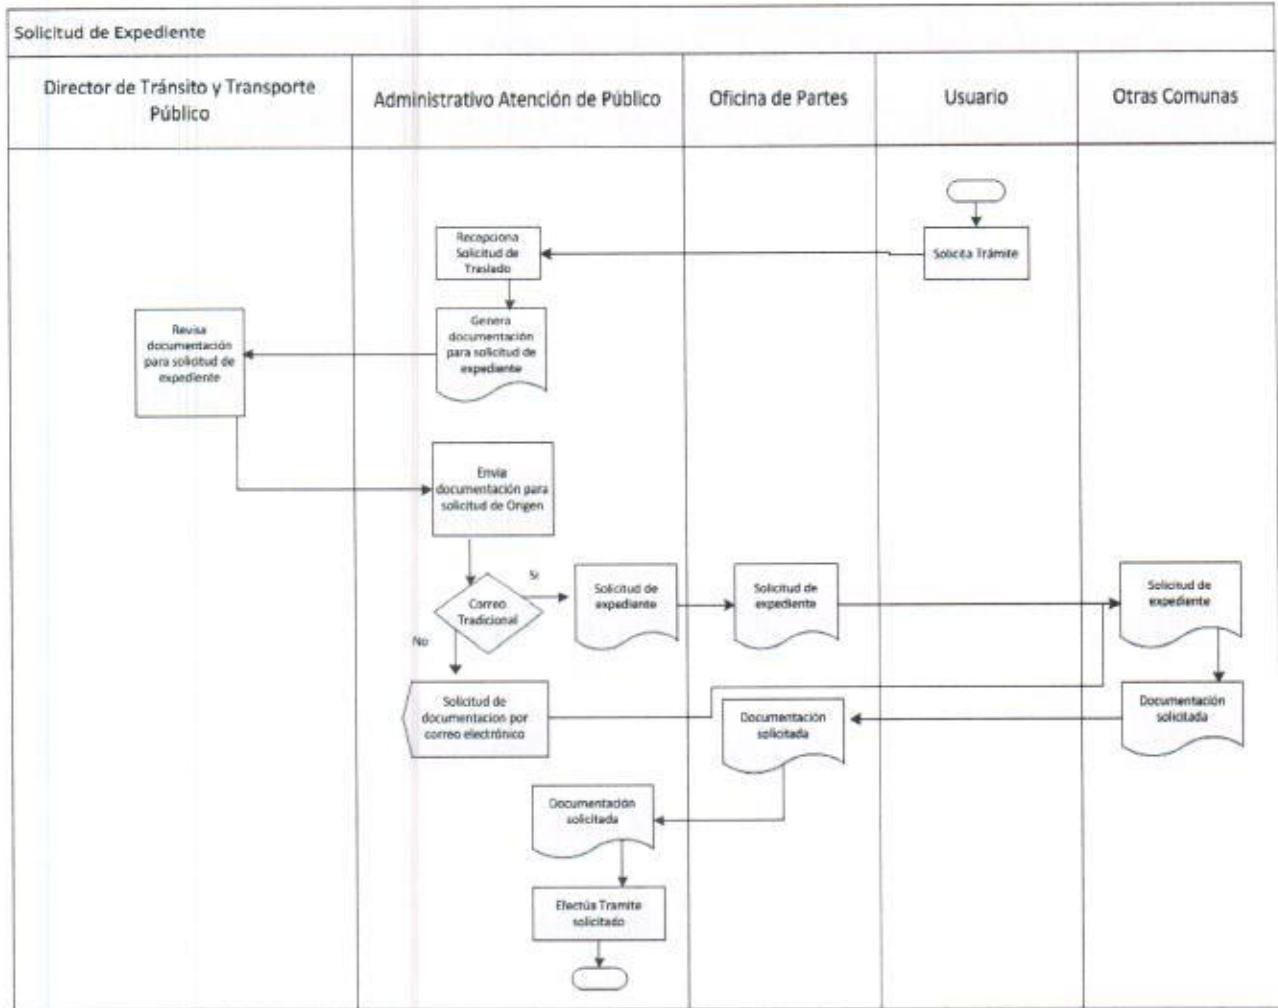 Solicitud de Expediente
Director de Tránsito y Transporte
Público
Administrativo Atención de Público
Oficina de Partes
Usuario
Otras Comunas
Solicita Trámite
Recepciona
Solicitud de
Traslado
Genera
documentación
para solicitud de
expediente
Revisa
documentación
para solicitud de
expediente
Envia
documentación para
solicitud de Origen
Correo
Tradicional
Si
No
Solicitud de
expediente
Solicitud de
expediente
Solicitud de
expediente
Solicitud de
documentacion por
correo electrónico
Documentación
solicitada
Documentación
solicitada
Documentación
solicitada
Efectúa Tramite
solicitado